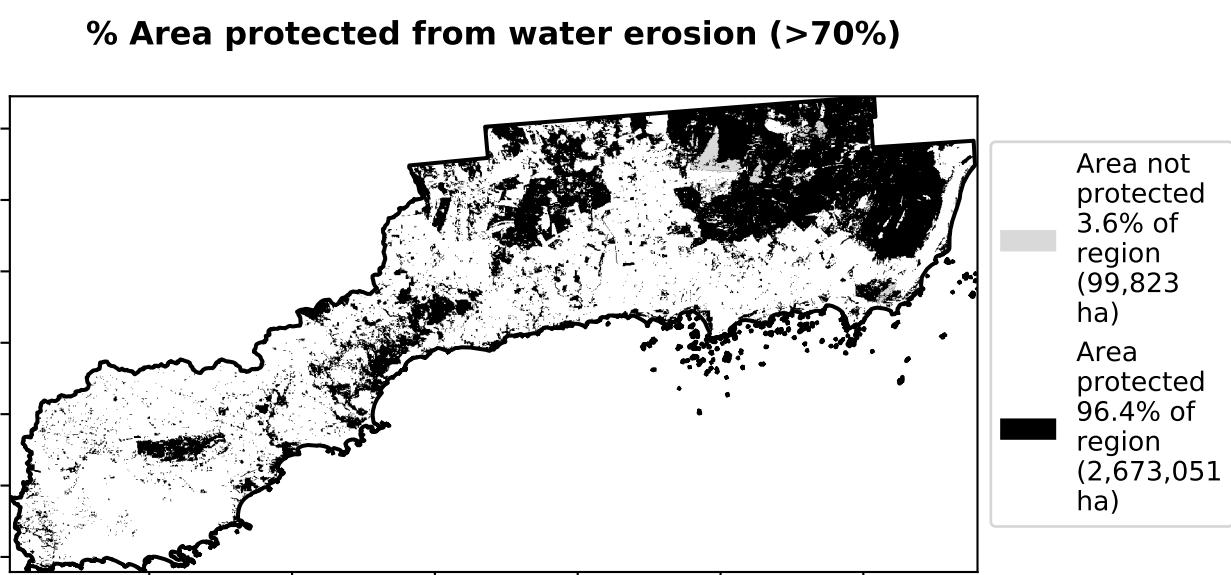 % Area protected from water erosion (>70%)
Area not
protected
3.6% of
region
(99,823
ha)
Area
protected
96.4% of
region
(2,673,051
ha)